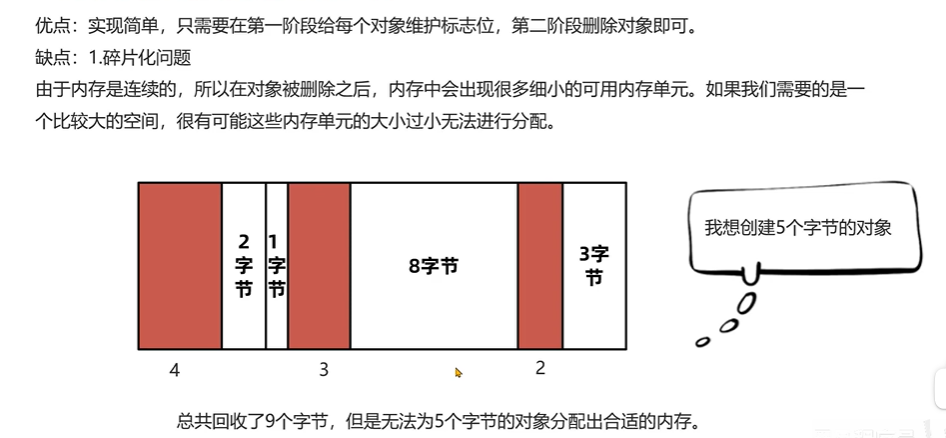 优点：实现简单，只需要在第一阶段给每个对象维护标志位，第二阶段删除对象即可。
缺点：1.碎片化问题
由于内存是连续的，所以在对象被删除之后，内存中会出现很多细小的可用内存单元。如果我们需要的是一
个比较大的空间，很有可能这些内存单元的大小过小无法进行分配。
我想创建5个字节的对象
2
字
节
1
字
节
8字节
3字
节
4
3
2
总共回收了9个字节，但是无法为5个字节的对象分配出合适的内存。